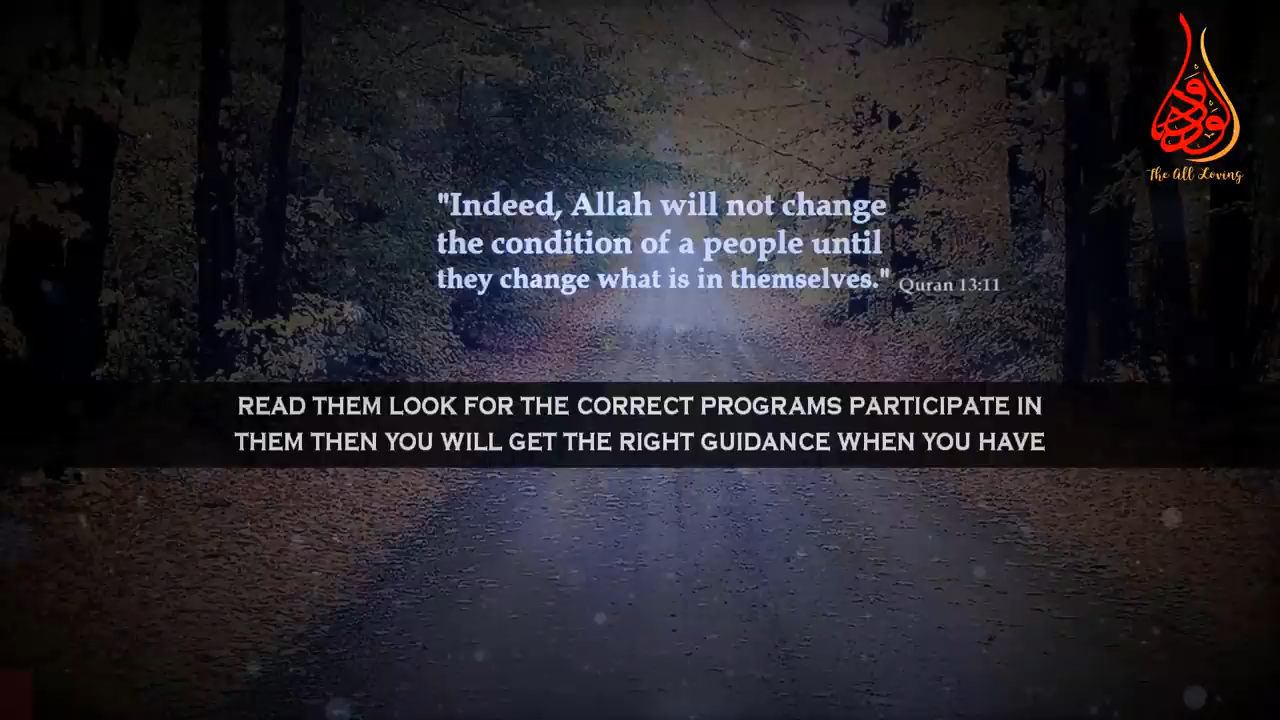 "Indeed, Allah will not change
the condition of a people until
they change what is in themselves." Quran 13:11
READ THEM LOOK FOR THE CORRECT PROGRAMS PARTICIPATE IN
THEM THEN YOU WILL GET THE RIGHT GUIDANCE WHEN YOU HAVE
The All Loving